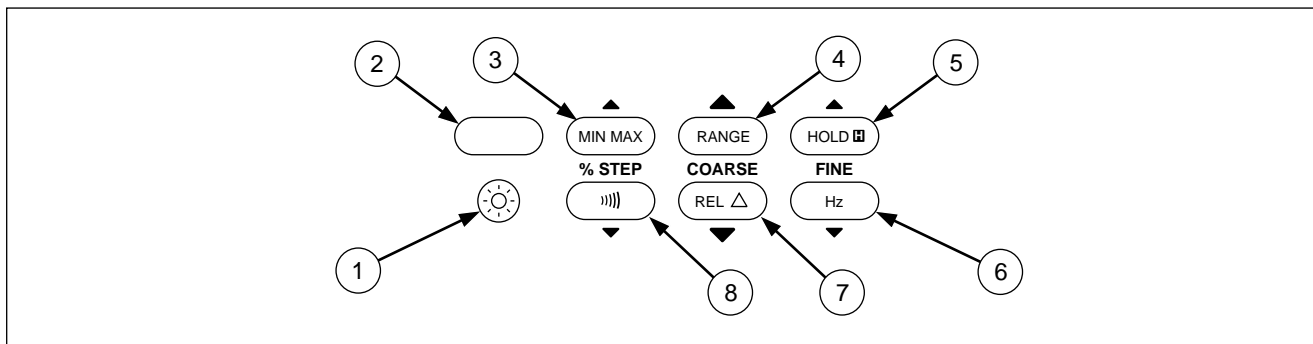 2 3 4 5
MIN MAX RANGE HOLD H
% STEP COARSE FINE
REL △ Hz
1 8 7 6